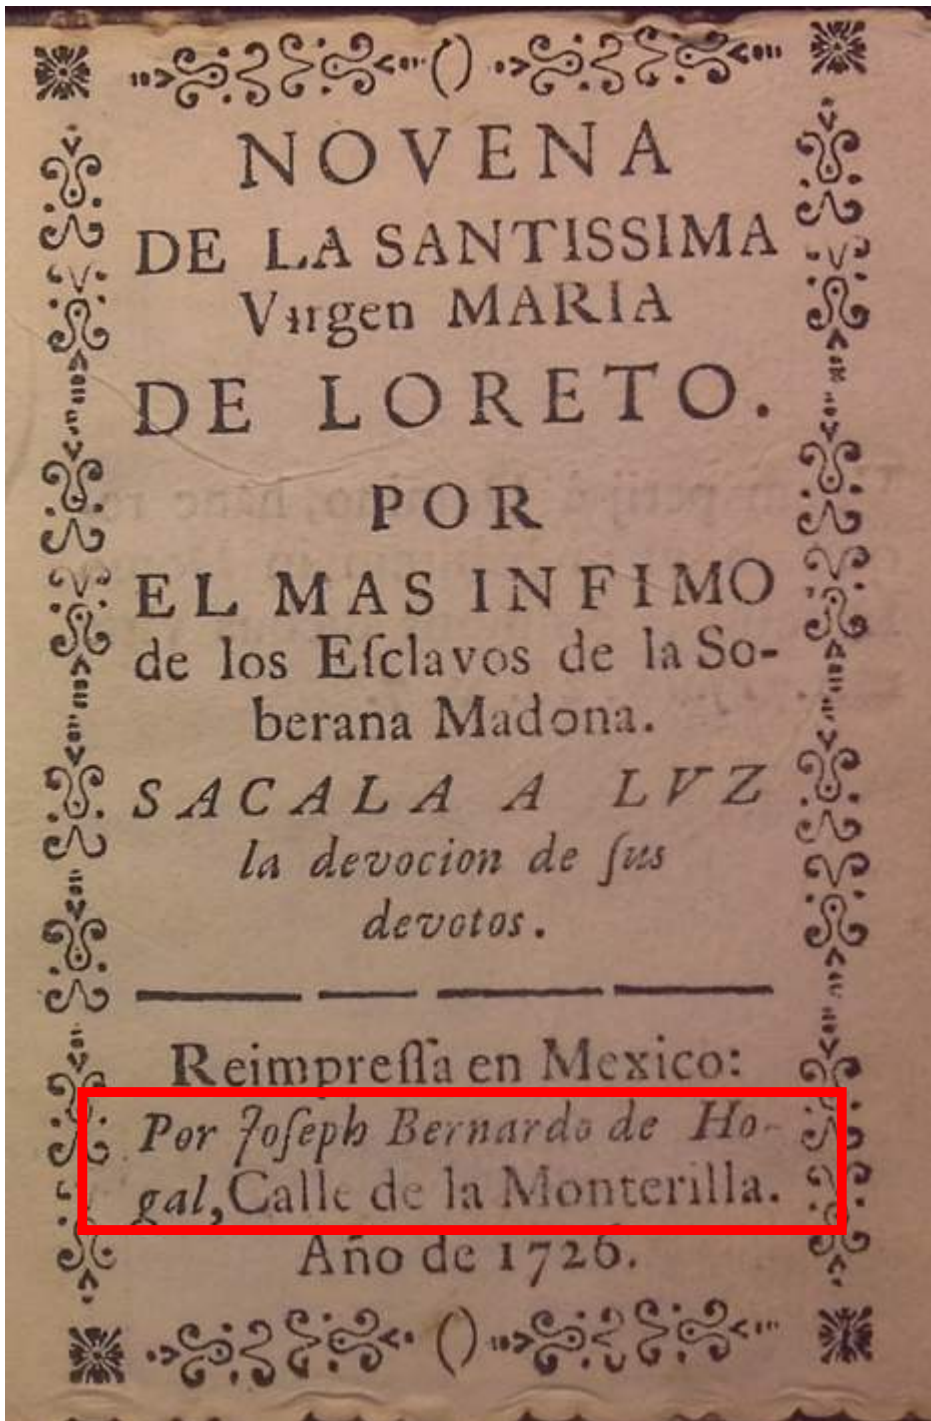 NOVENA
DE LA SANTISSIMA
Virgen MARIA
DE LORETO.
POR
EL MAS INFIMO
de los Eſclavos de la So-
berana Madona.
SACALA A LVZ
la devocion de ſus
devotos.
Reimpreſſa en Mexico:
Por Joſeph Bernardo de Ho-
gal, Calle de la Monterilla.
Año de 1726.